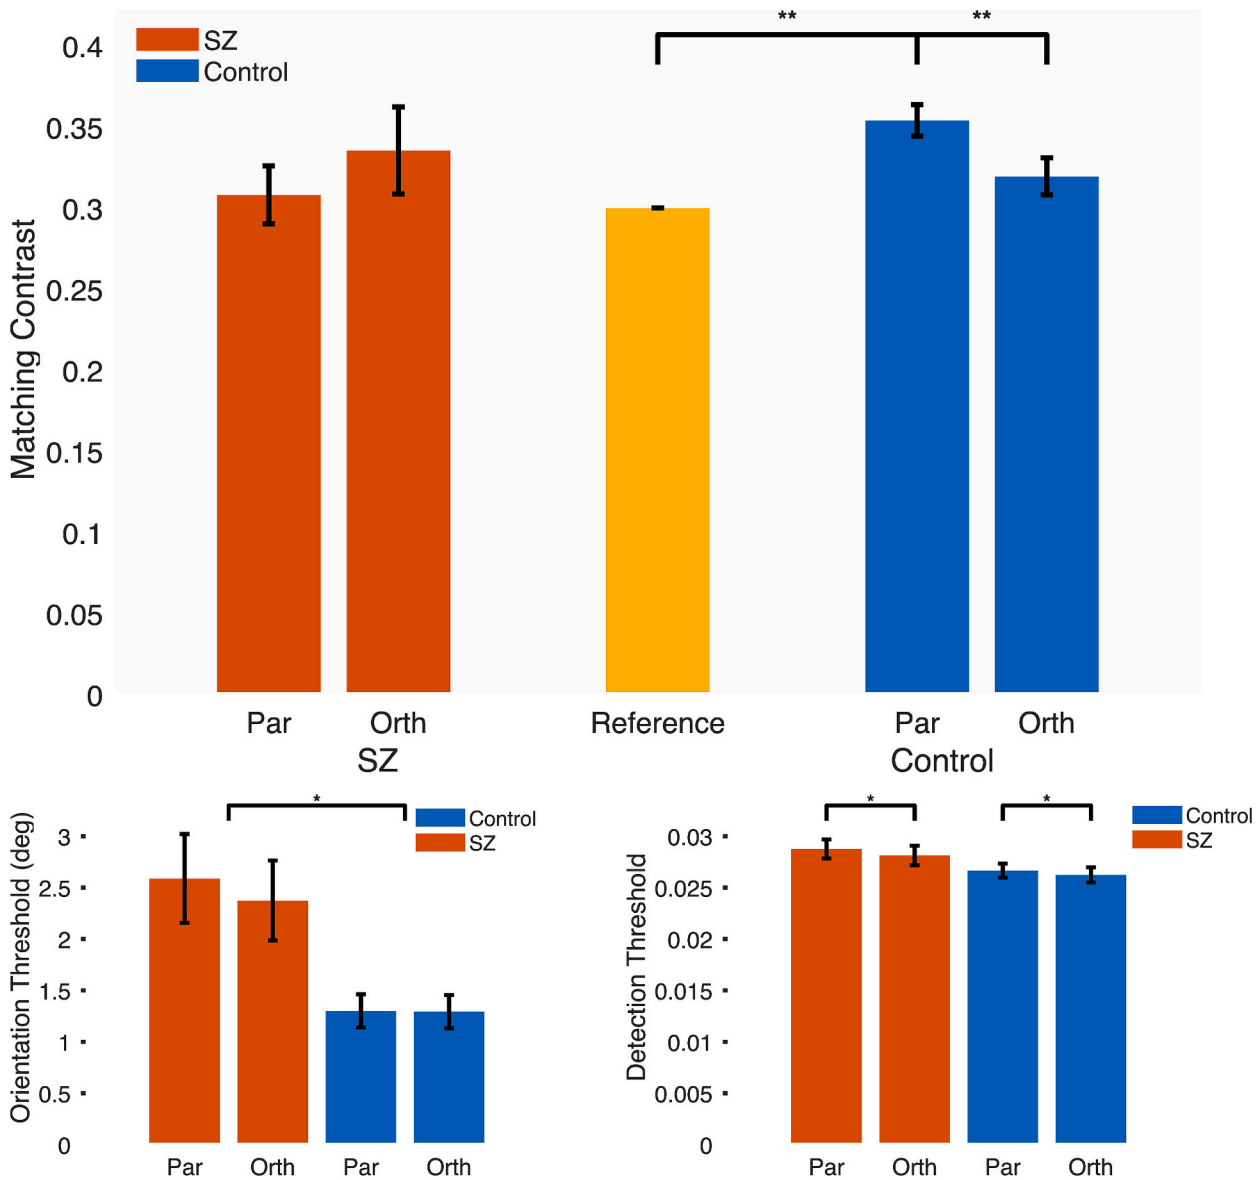 ** **
SZ
Control
0.4
0.35
0.3
0.25
0.2
0.15
0.1
0.05
0
Matching Contrast
Par Orth Reference Par Orth
SZ Control
*
Control
SZ
3
2.5
2
1.5
1
0.5
0
Orientation Threshold (deg)
Par Orth Par Orth
* *
Control
SZ
0.03
0.025
0.02
0.015
0.01
0.005
0
Detection Threshold
Par Orth Par Orth